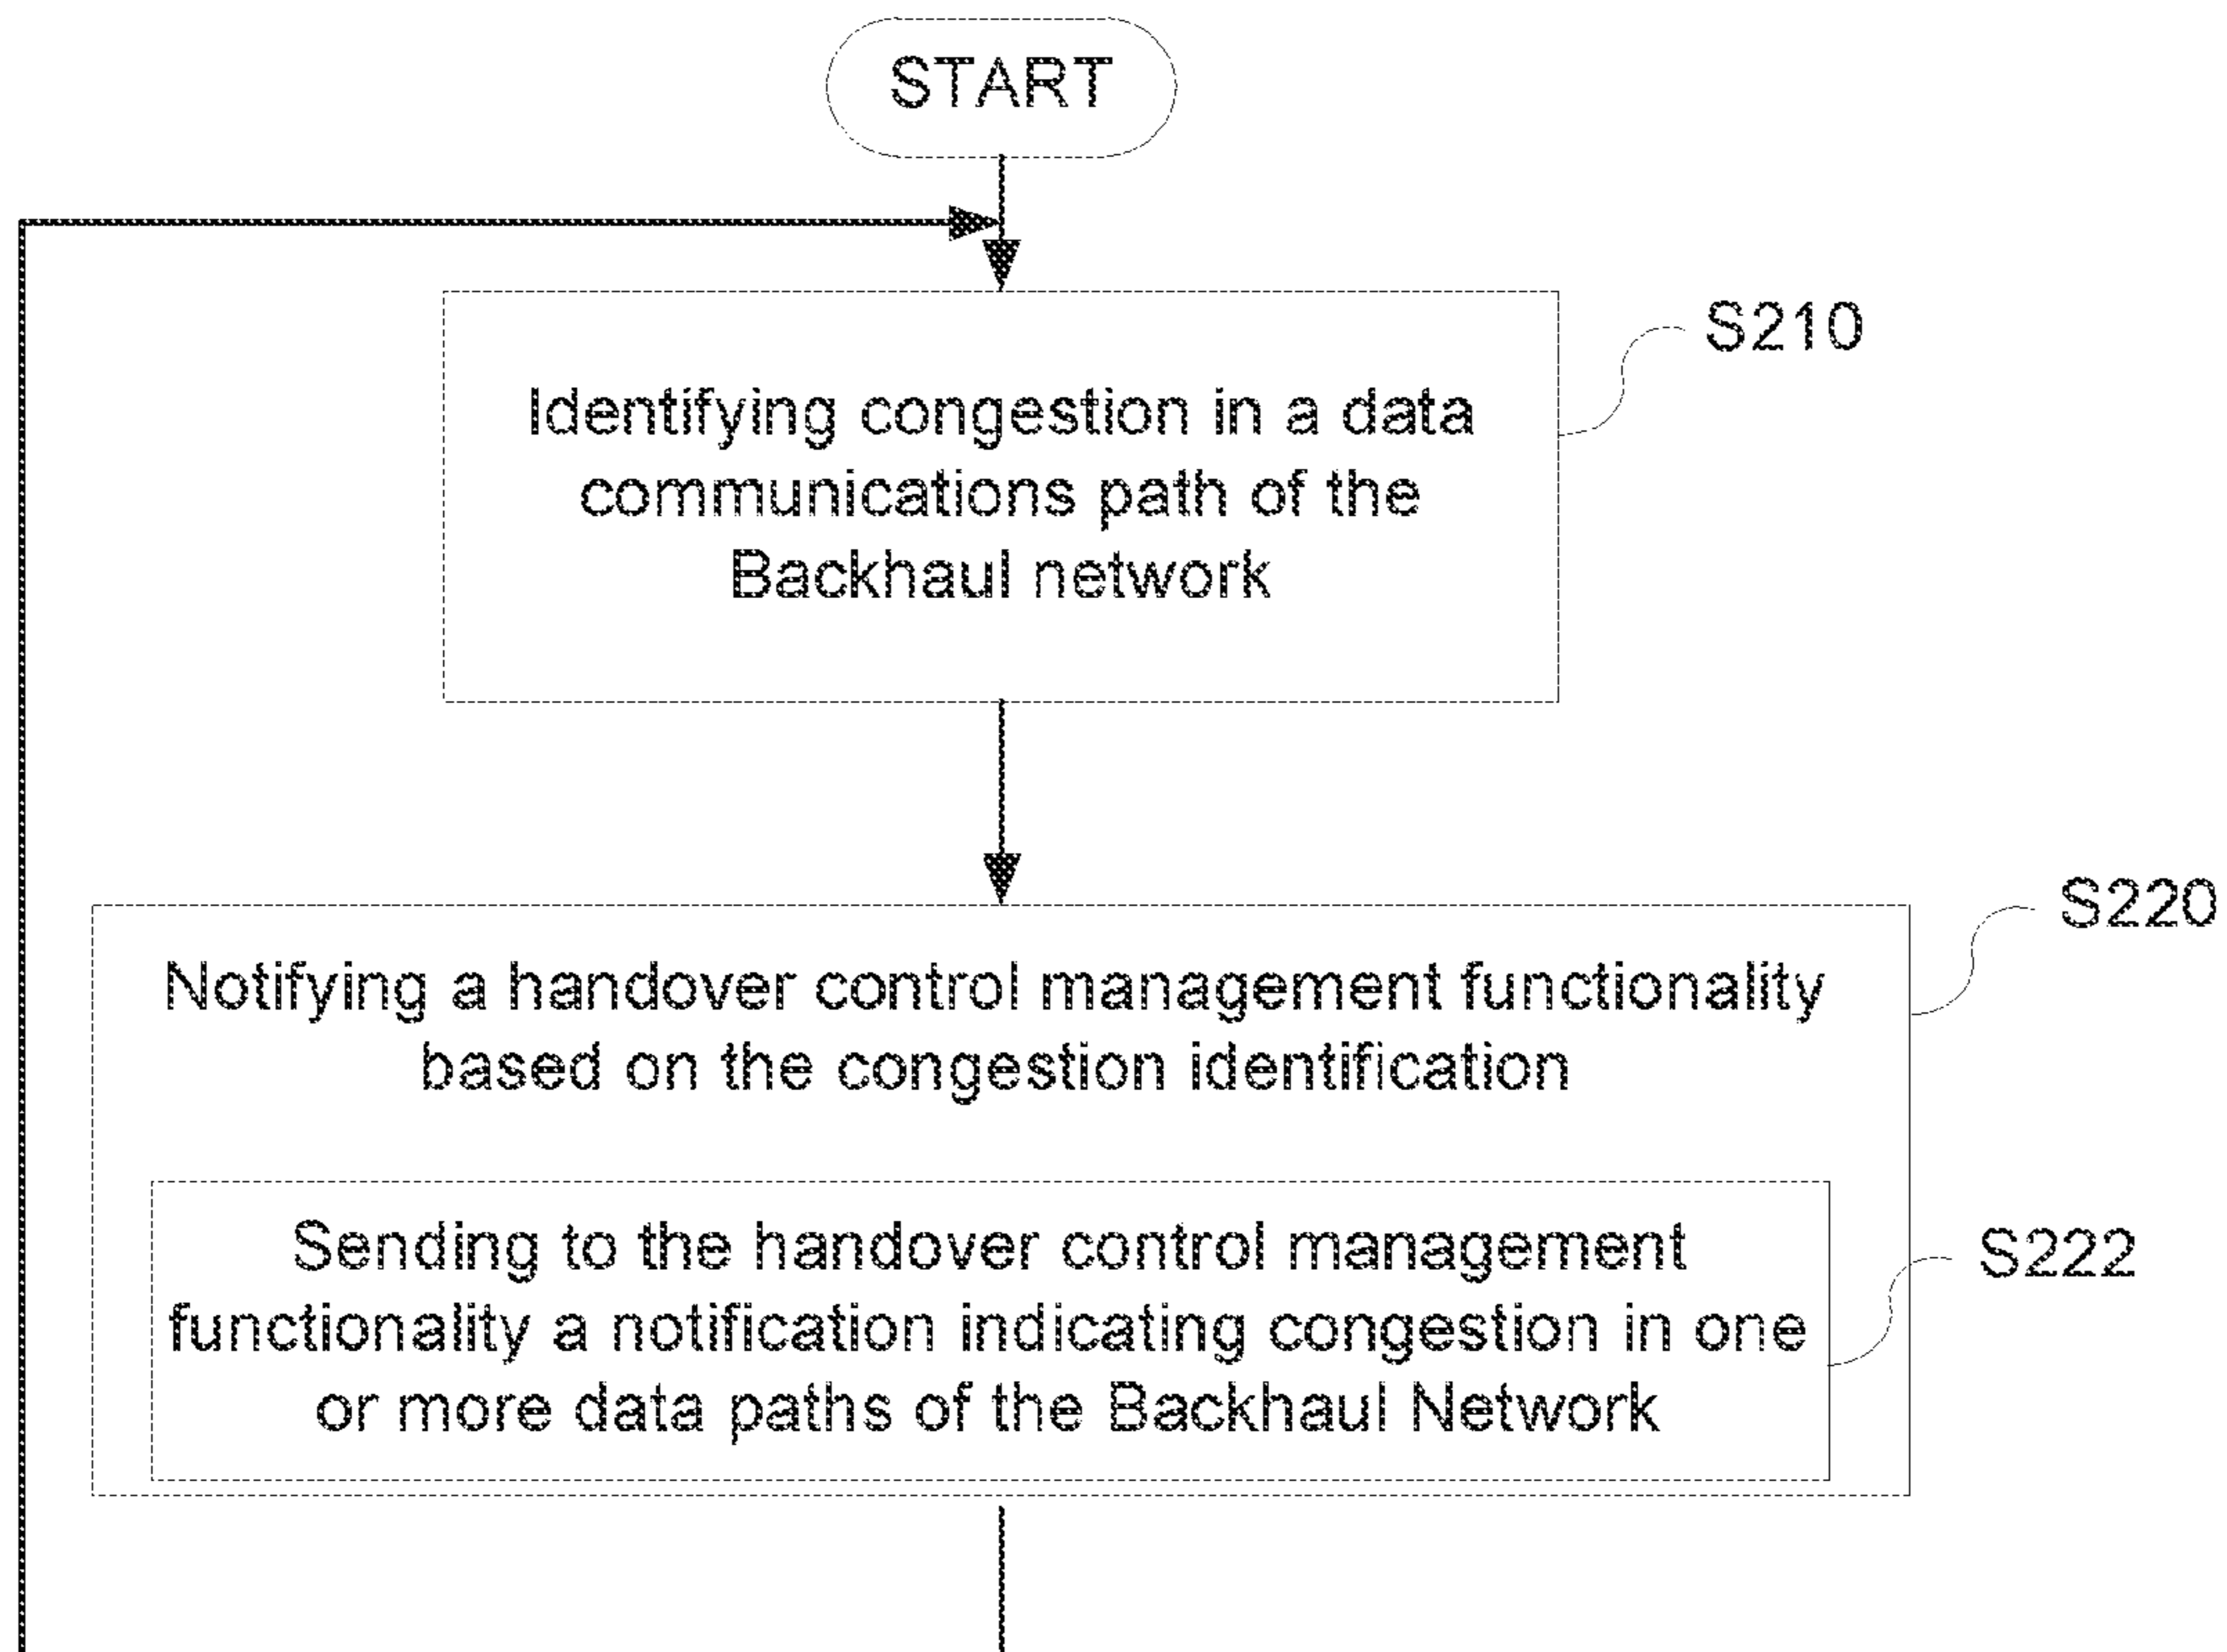 START
S210
Identifying congestion in a data
communications path of the
Backhaul network
S220
Notifying a handover control management functionality
based on the congestion identification
S222
Sending to the handover control management
functionality a notification indicating congestion in one
or more data paths of the Backhaul Network